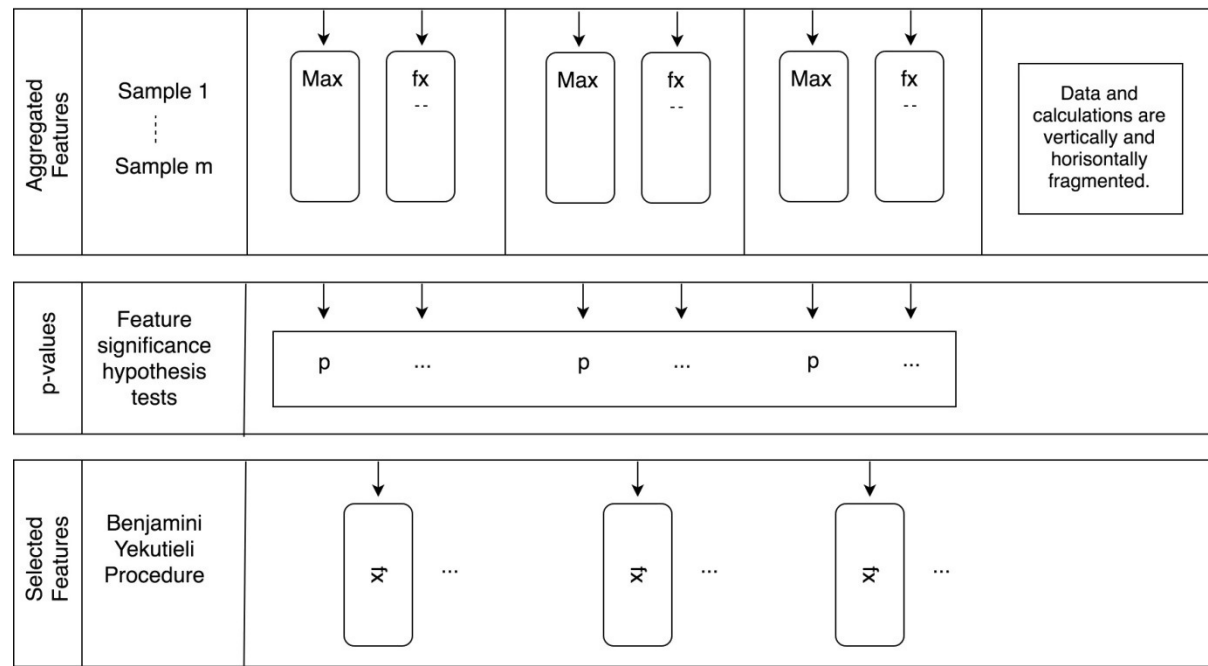 Aggregated
Features
Sample 1
Sample m
Max
fx
--
Max
fx
--
Max
fx
--
Data and
calculations are
vertically and
horisontally
fragmented.
p-values
Feature
significance
hypothesis
tests
p
...
p
...
p
...
Selected
Features
Benjamini
Yekutieli
Procedure
fx
...
fx
...
fx
...